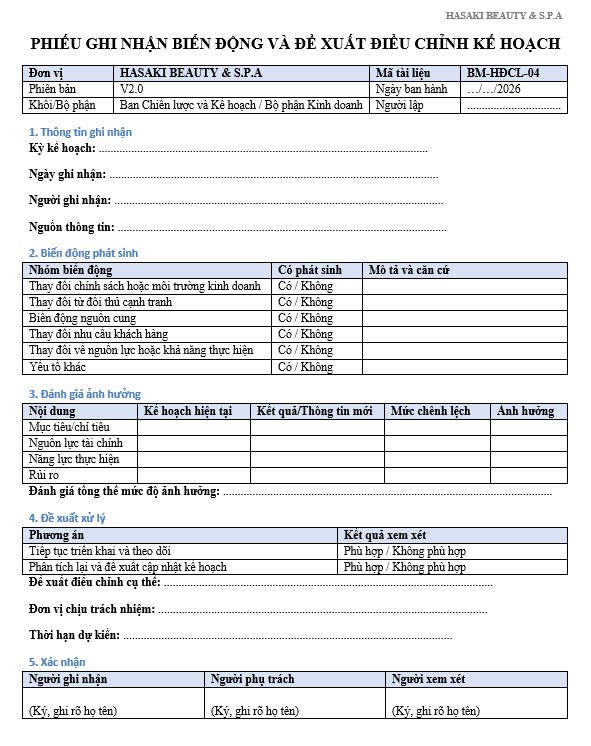 HASAKI BEAUTY & S.P.A
PHIẾU GHI NHẬN BIẾN ĐỘNG VÀ ĐỀ XUẤT ĐIỀU CHỈNH KẾ HOẠCH
Đơn vị HASAKI BEAUTY & S.P.A Mã tài liệu BM-HĐCL-04
Phiên bản V2.0 Ngày ban hành …/…/2026
Khối/Bộ phận Ban Chiến lược và Kế hoạch / Bộ phận Kinh doanh Người lập ................................
1. Thông tin ghi nhận
Kỳ kế hoạch: ..............................................................................................................
Ngày ghi nhận: ..............................................................................................................
Người ghi nhận: ..............................................................................................................
Nguồn thông tin: ..............................................................................................................
2. Biến động phát sinh
Nhóm biến động Có phát sinh Mô tả và căn cứ
Thay đổi chính sách hoặc môi trường kinh doanh Có / Không
Thay đổi từ đối thủ cạnh tranh Có / Không
Biến động nguồn cung Có / Không
Thay đổi nhu cầu khách hàng Có / Không
Thay đổi về nguồn lực hoặc khả năng thực hiện Có / Không
Yếu tố khác Có / Không
3. Đánh giá ảnh hưởng
Nội dung Kế hoạch hiện tại Kết quả/Thông tin mới Mức chênh lệch Ảnh hưởng
Mục tiêu/chỉ tiêu
Nguồn lực tài chính
Năng lực thực hiện
Rủi ro
Đánh giá tổng thể mức độ ảnh hưởng: ..............................................................................................................
4. Đề xuất xử lý
Phương án Kết quả xem xét
Tiếp tục triển khai và theo dõi Phù hợp / Không phù hợp
Phân tích lại và đề xuất cập nhật kế hoạch Phù hợp / Không phù hợp
Đề xuất điều chỉnh cụ thể: ..............................................................................................................
Đơn vị chịu trách nhiệm: ..............................................................................................................
Thời hạn dự kiến: ..............................................................................................................
5. Xác nhận
Người ghi nhận Người phụ trách Người xem xét
(Ký, ghi rõ họ tên) (Ký, ghi rõ họ tên) (Ký, ghi rõ họ tên)